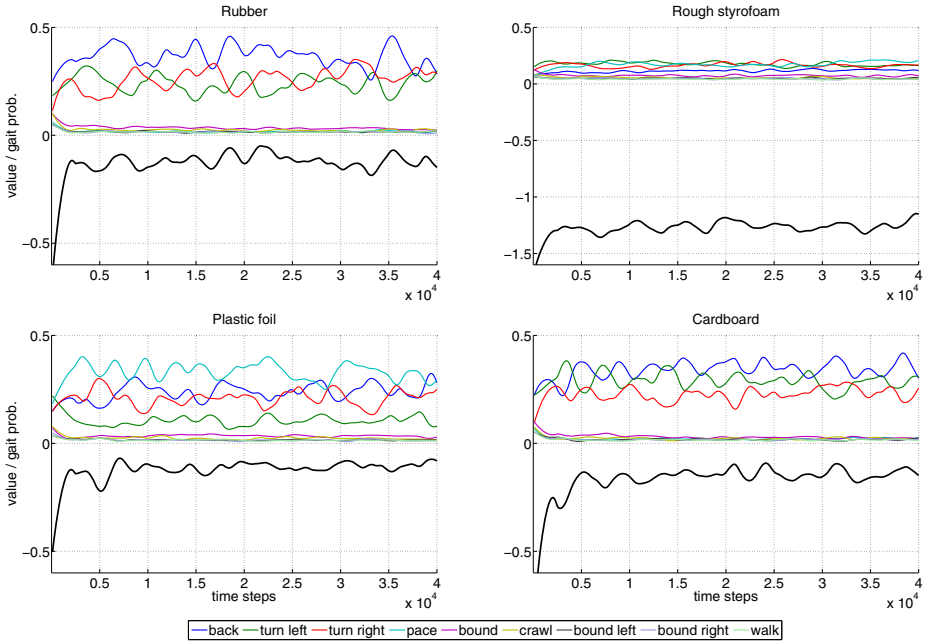 Rubber
Rough styrofoam
value / gait prob.
0.5
0
−0.5
0.5 1 1.5 2 2.5 3 3.5 4
x 10^4
0.5
0
−0.5
−1
−1.5
0.5 1 1.5 2 2.5 3 3.5 4
x 10^4
Plastic foil
Cardboard
value / gait prob.
0.5
0
−0.5
0.5 1 1.5 2 2.5 3 3.5 4
time steps
x 10^4
0.5
0
−0.5
0.5 1 1.5 2 2.5 3 3.5 4
time steps
x 10^4
back turn left turn right pace bound crawl bound left bound right walk